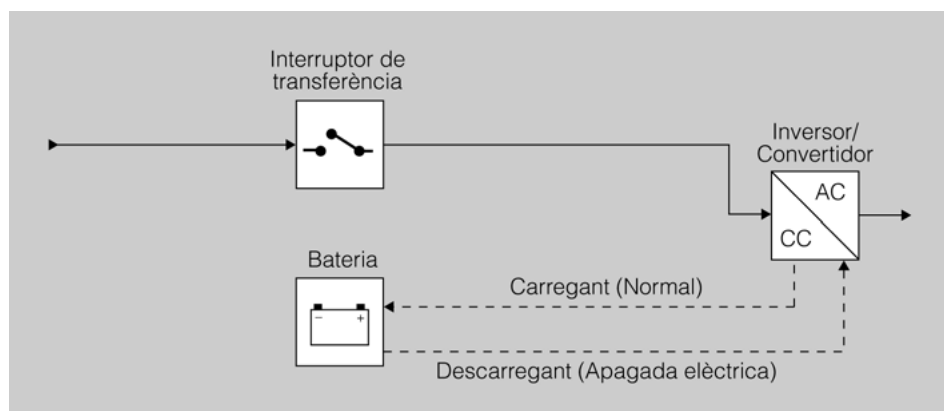 Interruptor de
transferència
Inversor/
Convertidor
AC
CC
Bateria
- +
Carregant (Normal)
Descarregant (Apagada elèctrica)